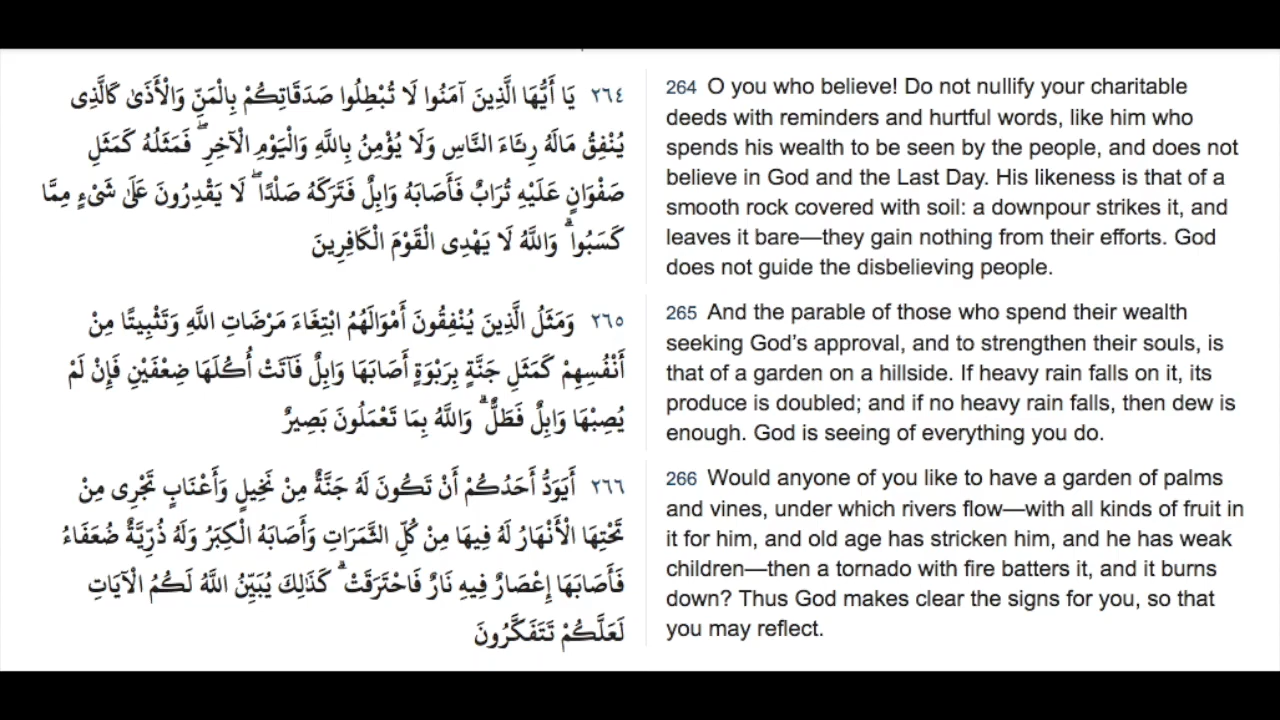 ٢٦٤ يَا أَيُّهَا الَّذِينَ آمَنُوا لَا تُبْطِلُوا صَدَقَاتِكُمْ بِالْمَنِّ وَالْأَذَىٰ كَالَّذِى
يُنْفِقُ مَالَهُ رِئَاءَ النَّاسِ وَلَا يُؤْمِنُ بِاللَّهِ وَالْيَوْمِ الْآخِرِ ۖ فَمَثَلُهُ كَمَثَلِ
صَفْوَانٍ عَلَيْهِ تُرَابٌ فَأَصَابَهُ وَابِلٌ فَتَرَكَهُ صَلْدًا ۖ لَا يَقْدِرُونَ عَلَىٰ شَىْءٍ مِمَّا
كَسَبُوا ۗ وَاللَّهُ لَا يَهْدِى الْقَوْمَ الْكَافِرِينَ
264 O you who believe! Do not nullify your charitable
deeds with reminders and hurtful words, like him who
spends his wealth to be seen by the people, and does not
believe in God and the Last Day. His likeness is that of a
smooth rock covered with soil: a downpour strikes it, and
leaves it bare—they gain nothing from their efforts. God
does not guide the disbelieving people.
٢٦٥ وَمَثَلُ الَّذِينَ يُنْفِقُونَ أَمْوَالَهُمُ ابْتِغَاءَ مَرْضَاتِ اللَّهِ وَتَثْبِيتًا مِنْ
أَنْفُسِهِمْ كَمَثَلِ جَنَّةٍ بِرَبْوَةٍ أَصَابَهَا وَابِلٌ فَآتَتْ أُكُلَهَا ضِعْفَيْنِ فَإِنْ لَمْ
يُصِبْهَا وَابِلٌ فَطَلٌّ ۗ وَاللَّهُ بِمَا تَعْمَلُونَ بَصِيرٌ
265 And the parable of those who spend their wealth
seeking God’s approval, and to strengthen their souls, is
that of a garden on a hillside. If heavy rain falls on it, its
produce is doubled; and if no heavy rain falls, then dew is
enough. God is seeing of everything you do.
٢٦٦ أَيَوَدُّ أَحَدُكُمْ أَنْ تَكُونَ لَهُ جَنَّةٌ مِنْ نَخِيلٍ وَأَعْنَابٍ تَجْرِى مِنْ
تَحْتِهَا الْأَنْهَارُ لَهُ فِيهَا مِنْ كُلِّ الثَّمَرَاتِ وَأَصَابَهُ الْكِبَرُ وَلَهُ ذُرِّيَّةٌ ضُعَفَاءُ
فَأَصَابَهَا إِعْصَارٌ فِيهِ نَارٌ فَاحْتَرَقَتْ ۗ كَذَٰلِكَ يُبَيِّنُ اللَّهُ لَكُمُ الْآيَاتِ
لَعَلَّكُمْ تَتَفَكَّرُونَ
266 Would anyone of you like to have a garden of palms
and vines, under which rivers flow—with all kinds of fruit in
it for him, and old age has stricken him, and he has weak
children—then a tornado with fire batters it, and it burns
down? Thus God makes clear the signs for you, so that
you may reflect.